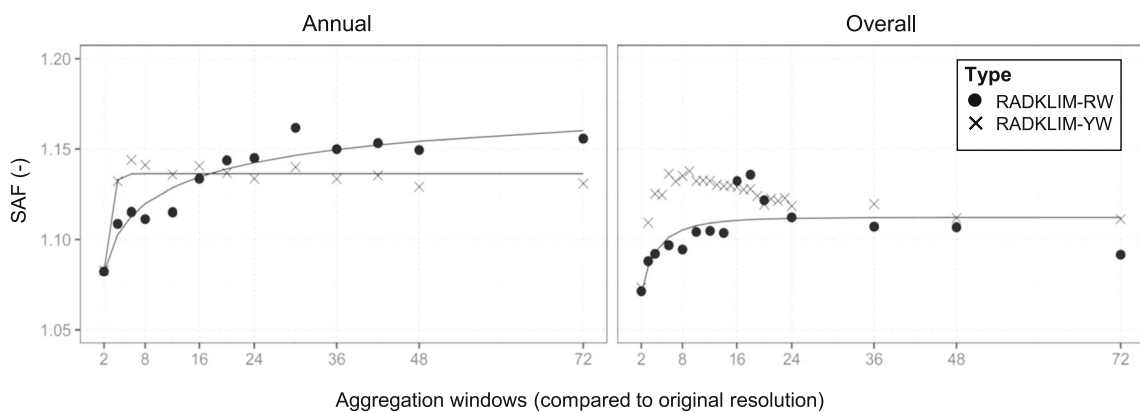 Annual
Overall
1.20
1.15
1.10
1.05
SAF (-)
Type
RADKLIM-RW
RADKLIM-YW
2 8 16 24 36 48 72
2 8 16 24 36 48 72
Aggregation windows (compared to original resolution)